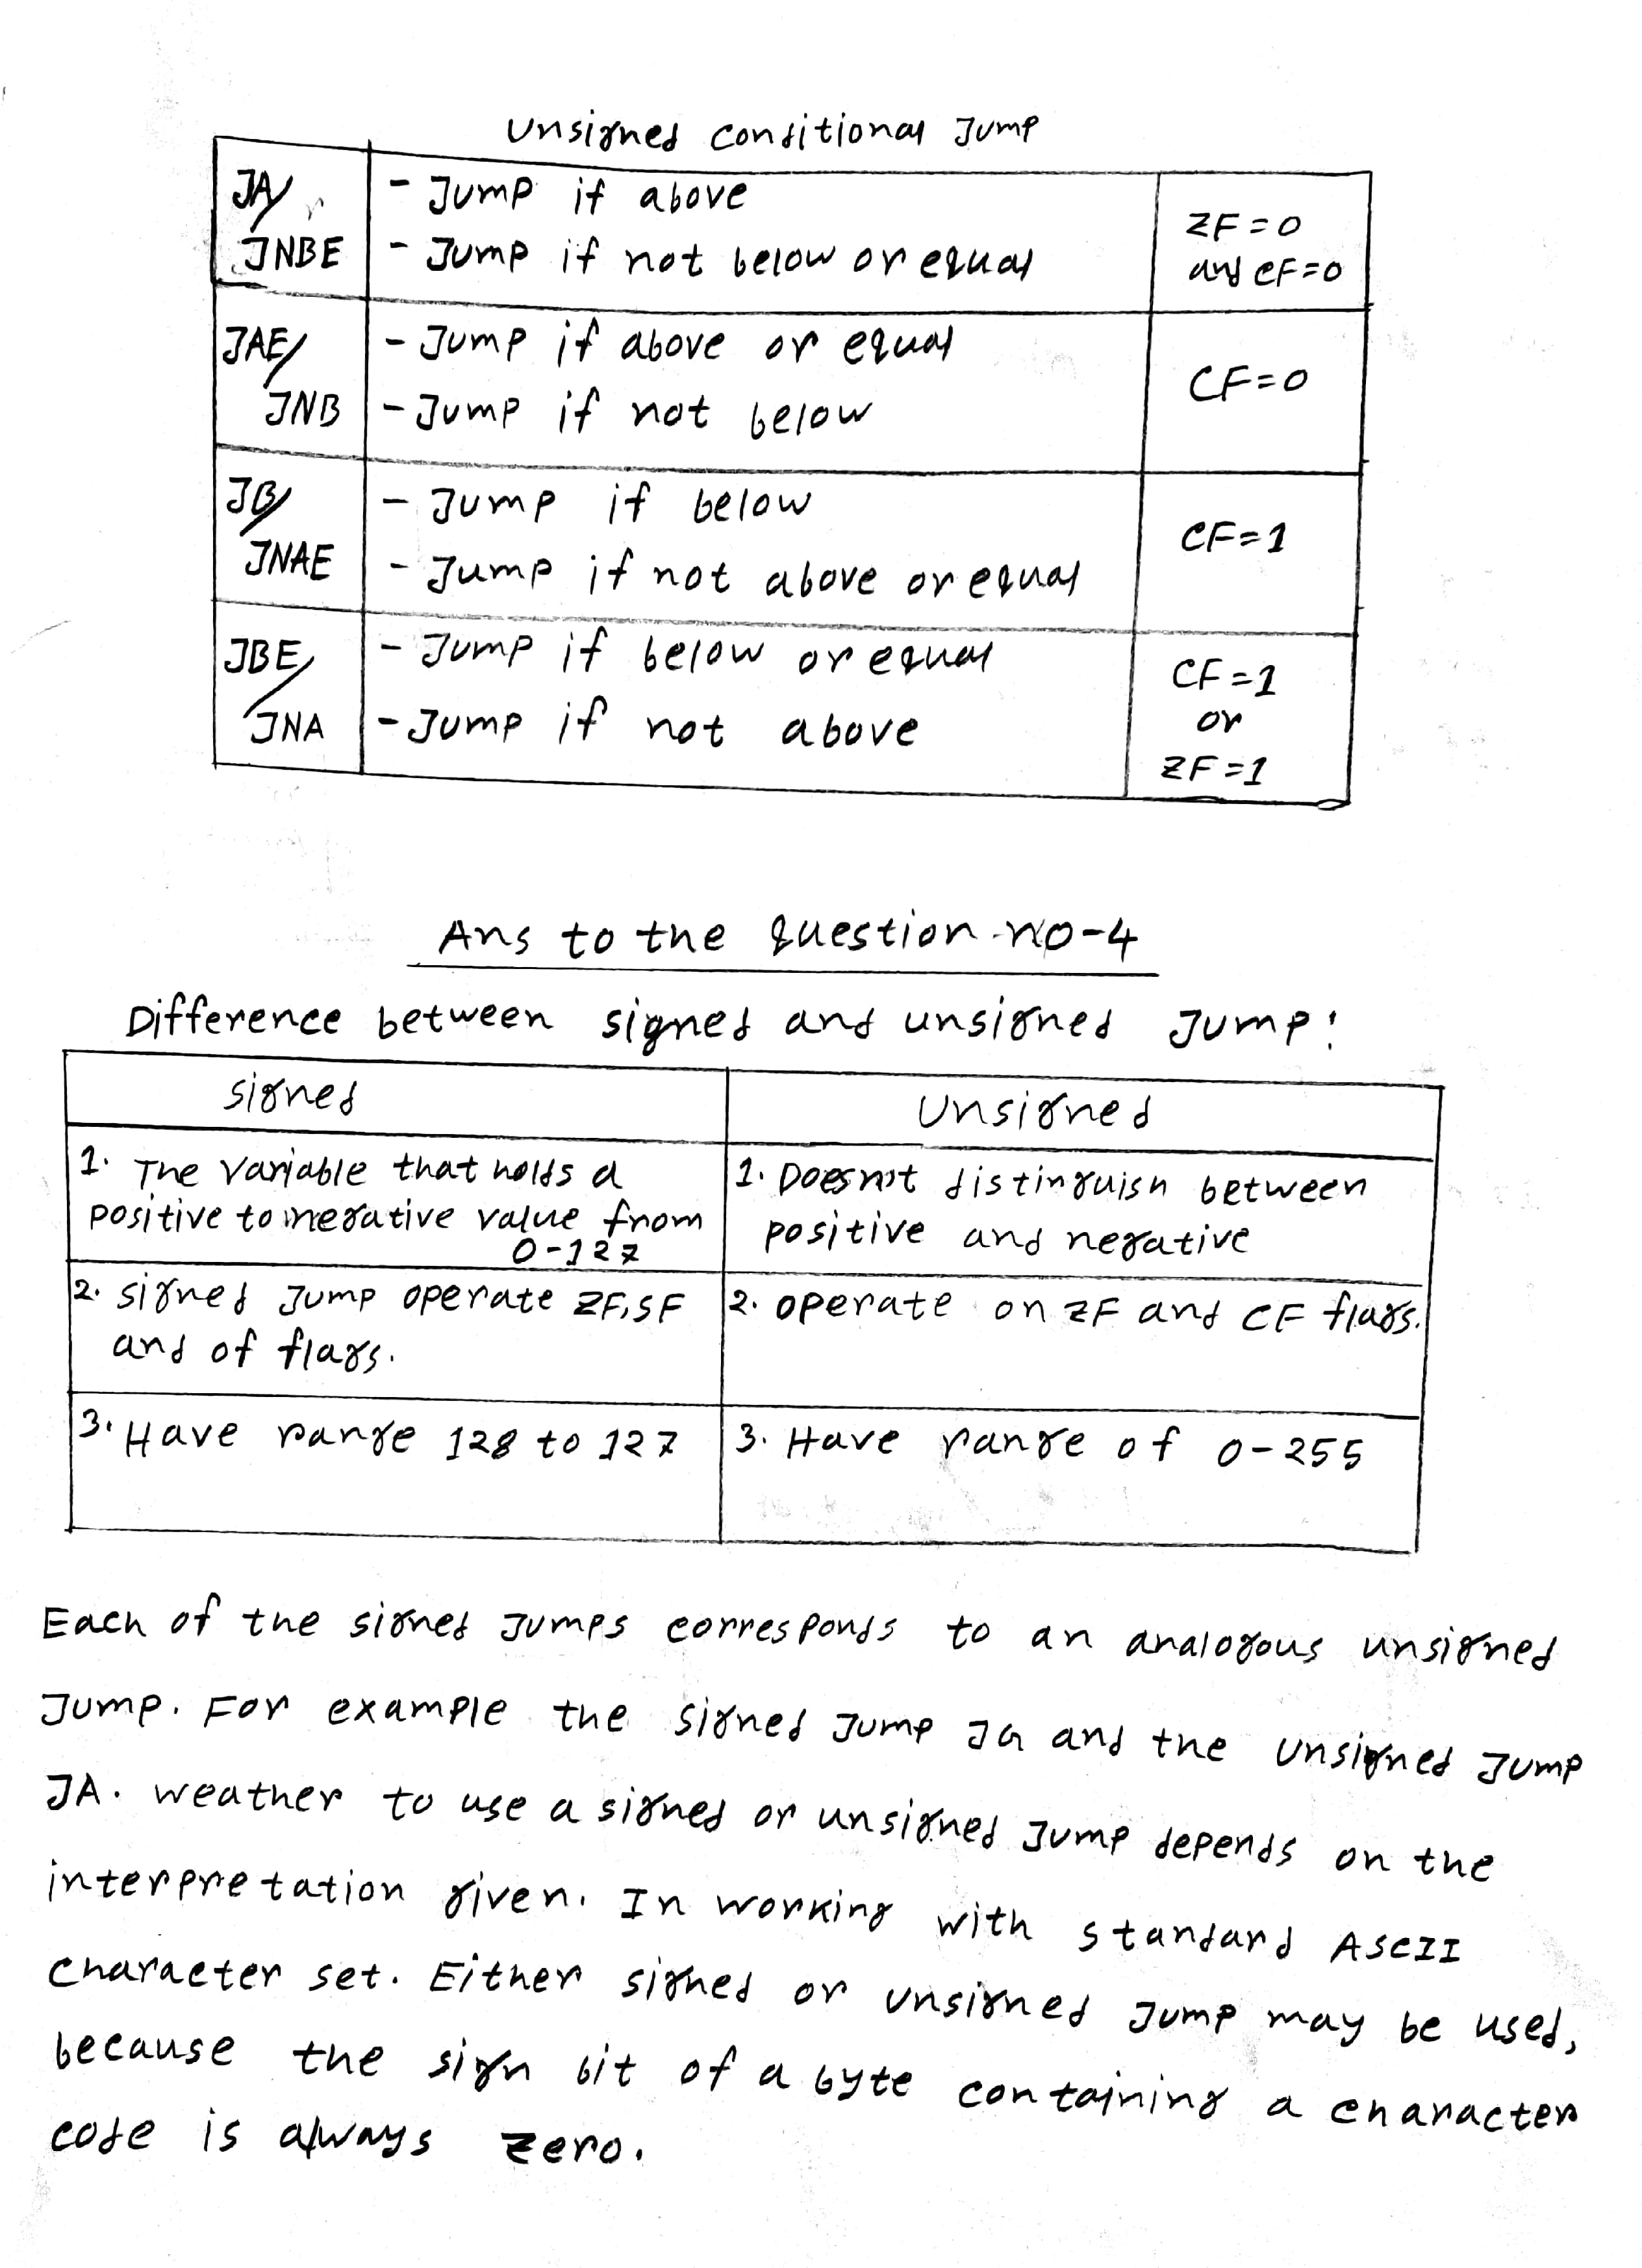 Unsigned Conditional Jump
JA/ - Jump if above
JNBE - Jump if not below or equal
ZF=0
and CF=0
JAE/ - Jump if above or equal
JNB - Jump if not below
CF=0
JB/ - Jump if below
JNAE - Jump if not above or equal
CF=1
JBE/ - Jump if below or equal
JNA - Jump if not above
CF=1
or
ZF=1
Ans to the question no-4
Difference between signed and unsigned Jump:
signed
Unsigned
1. The variable that holds a
positive to negative value from
0-127
1. Does not distinguish between
positive and negative
2. signed Jump operate ZF,SF
and of flags.
2. operate on ZF and CF flags.
3. Have range 128 to 127
3. Have range of 0-255
Each of the signed Jumps corresponds to an analogous unsigned
Jump. For example the signed Jump JG and the unsigned Jump
JA. weather to use a signed or unsigned Jump depends on the
interpretation given. In working with standard ASCII
character set. Either signed or unsigned Jump may be used,
because the sign bit of a byte containing a character
code is always zero.